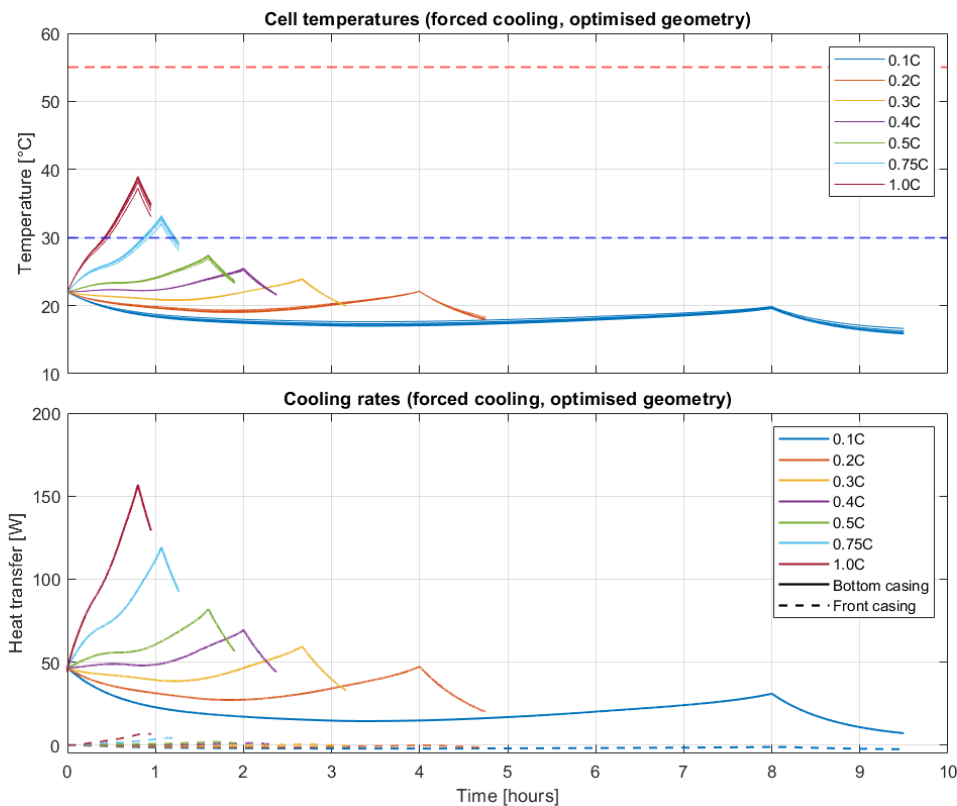 Cell temperatures (forced cooling, optimised geometry)
60
50
40
30
20
10
Temperature [°C]
0.1C
0.2C
0.3C
0.4C
0.5C
0.75C
1.0C
Cooling rates (forced cooling, optimised geometry)
200
150
100
50
0
Heat transfer [W]
0.1C
0.2C
0.3C
0.4C
0.5C
0.75C
1.0C
Bottom casing
Front casing
0 1 2 3 4 5 6 7 8 9 10
Time [hours]